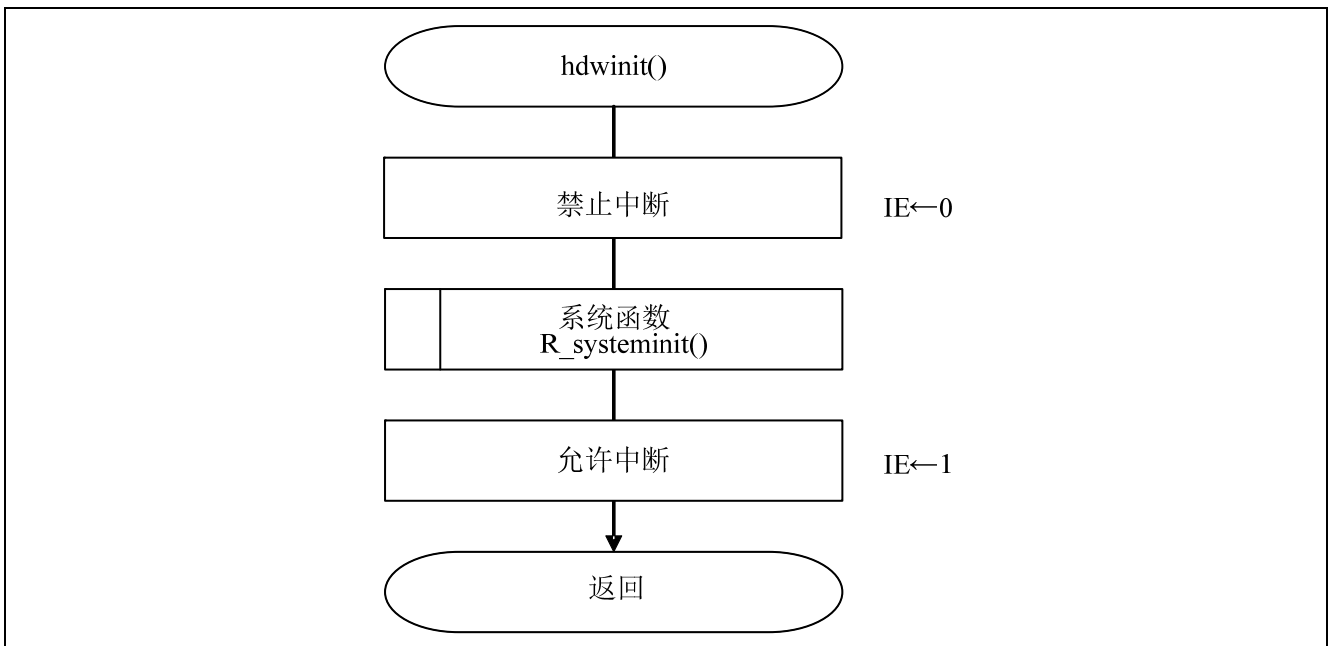 hdwinit()
禁止中断
IE←0
系统函数
R_systeminit()
允许中断
IE←1
返回